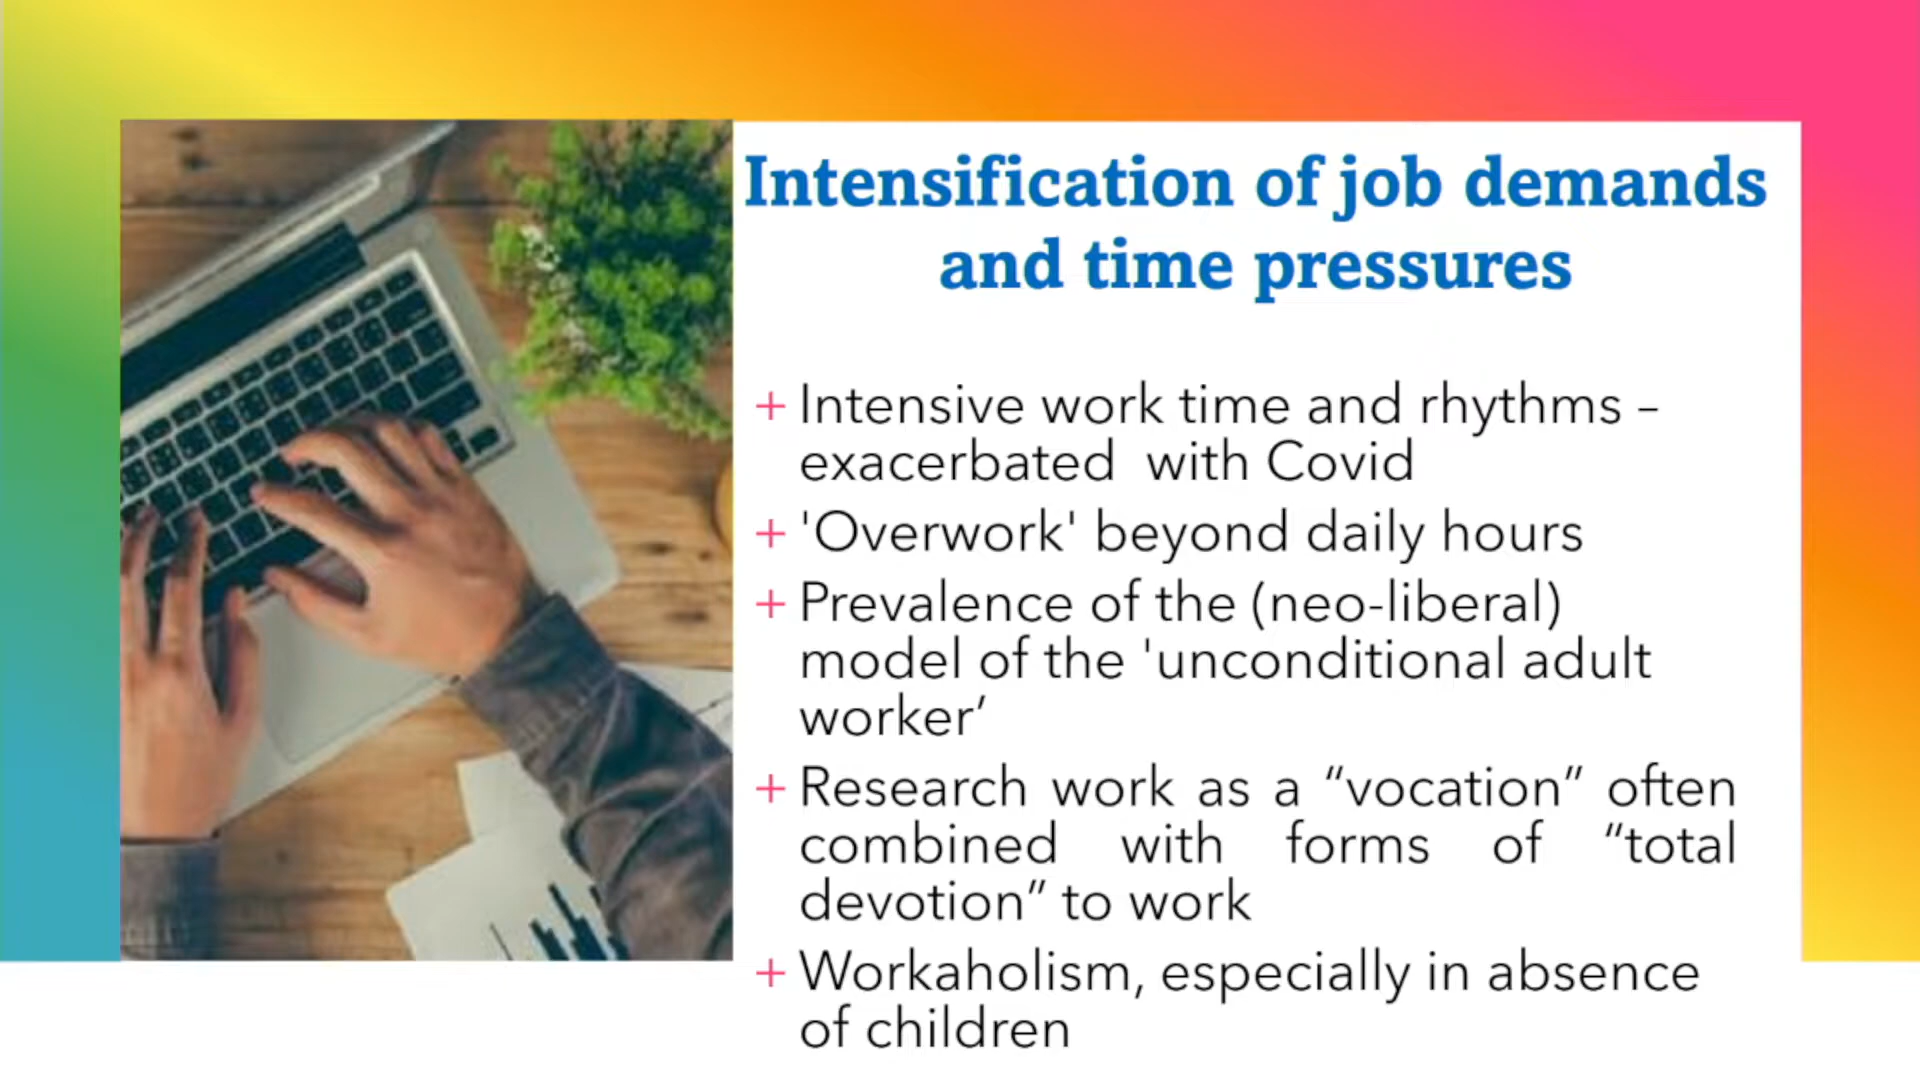 Intensification of job demands
and time pressures
+ Intensive work time and rhythms –
exacerbated  with Covid
+ 'Overwork' beyond daily hours
+ Prevalence of the (neo-liberal)
model of the 'unconditional adult
worker’
+ Research work as a “vocation” often
combined with forms of “total
devotion” to work
+ Workaholism, especially in absence
of children